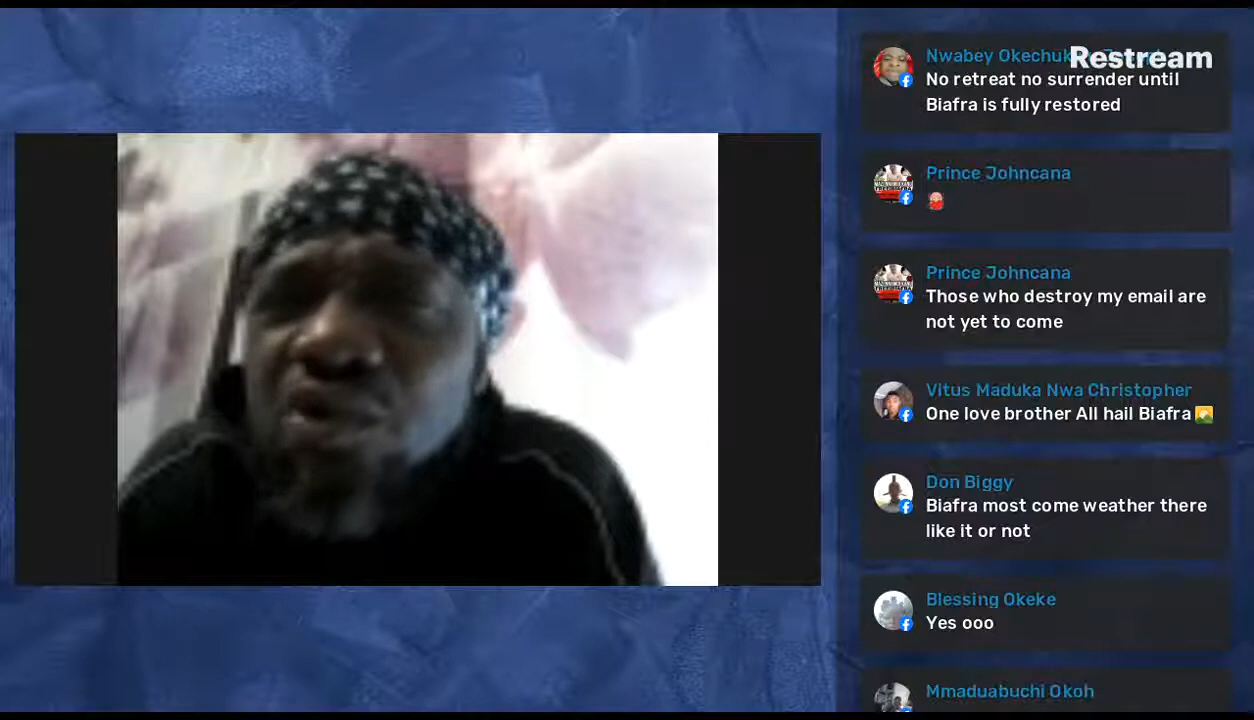 Nwabey Okechuk
Restream
No retreat no surrender until
Biafra is fully restored
Prince Johncana
Prince Johncana
Those who destroy my email are
not yet to come
Vitus Maduka Nwa Christopher
One love brother All hail Biafra
Don Biggy
Biafra most come weather there
like it or not
Blessing Okeke
Yes ooo
Mmaduabuchi Okoh